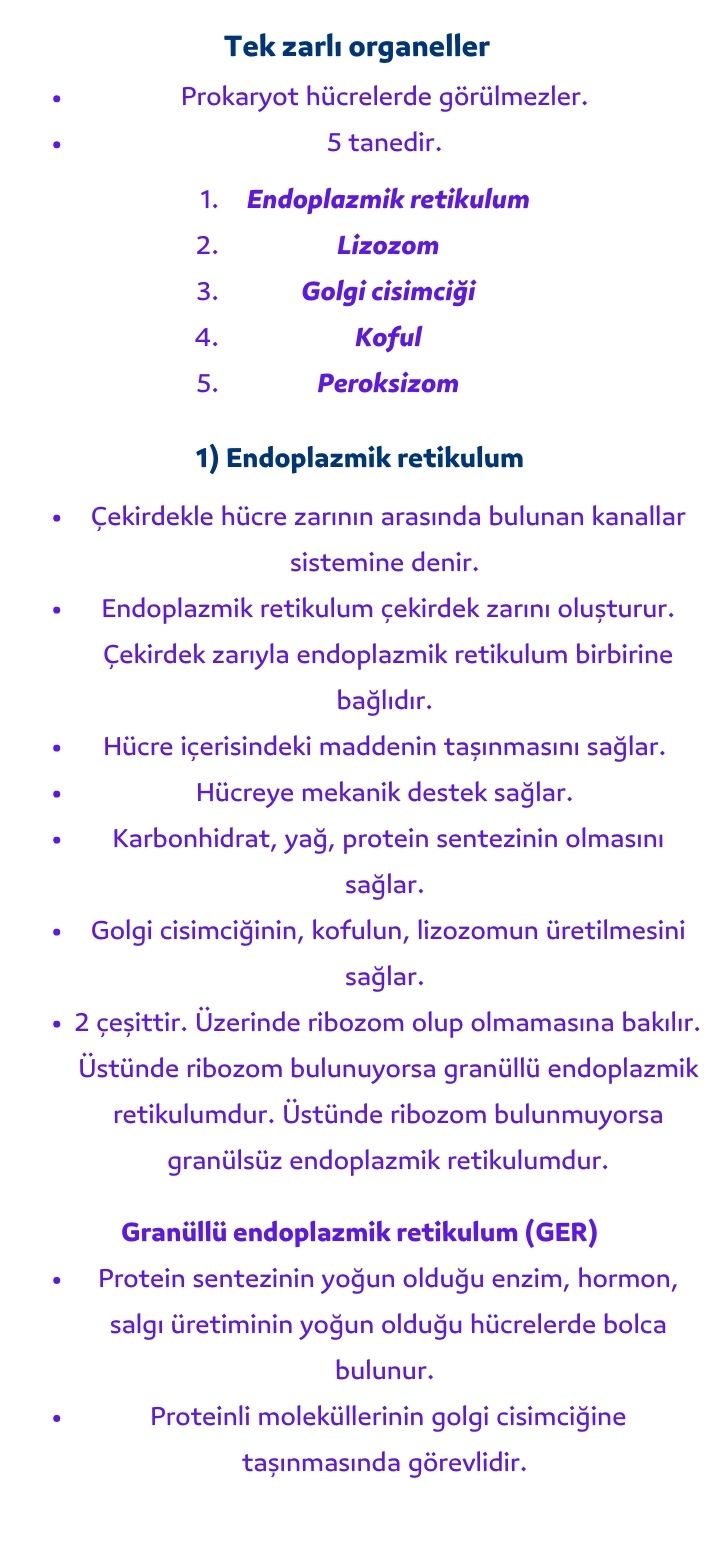 Tek zarlı organeller
• Prokaryot hücrelerde görülmezler.
• 5 tanedir.
1. Endoplazmik retikulum
2. Lizozom
3. Golgi cisimciği
4. Koful
5. Peroksizom
1) Endoplazmik retikulum
• Çekirdekle hücre zarının arasında bulunan kanallar
sistemine denir.
• Endoplazmik retikulum çekirdek zarını oluşturur.
Çekirdek zarıyla endoplazmik retikulum birbirine
bağlıdır.
• Hücre içerisindeki maddenin taşınmasını sağlar.
• Hücreye mekanik destek sağlar.
• Karbonhidrat, yağ, protein sentezinin olmasını
sağlar.
• Golgi cisimciğinin, kofulun, lizozomun üretilmesini
sağlar.
• 2 çeşittir. Üzerinde ribozom olup olmamasına bakılır.
Üstünde ribozom bulunuyorsa granüllü endoplazmik
retikulumdur. Üstünde ribozom bulunmuyorsa
granülsüz endoplazmik retikulumdur.
Granüllü endoplazmik retikulum (GER)
• Protein sentezinin yoğun olduğu enzim, hormon,
salgı üretiminin yoğun olduğu hücrelerde bolca
bulunur.
• Proteinli moleküllerinin golgi cisimciğine
taşınmasında görevlidir.